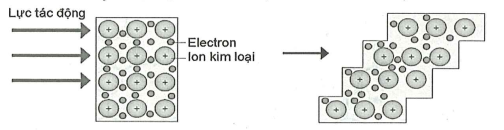 Lực tác động
Electron
Ion kim loại
+ + + + + +
+ + + + + +
+ + + + + +
+ + + + + +